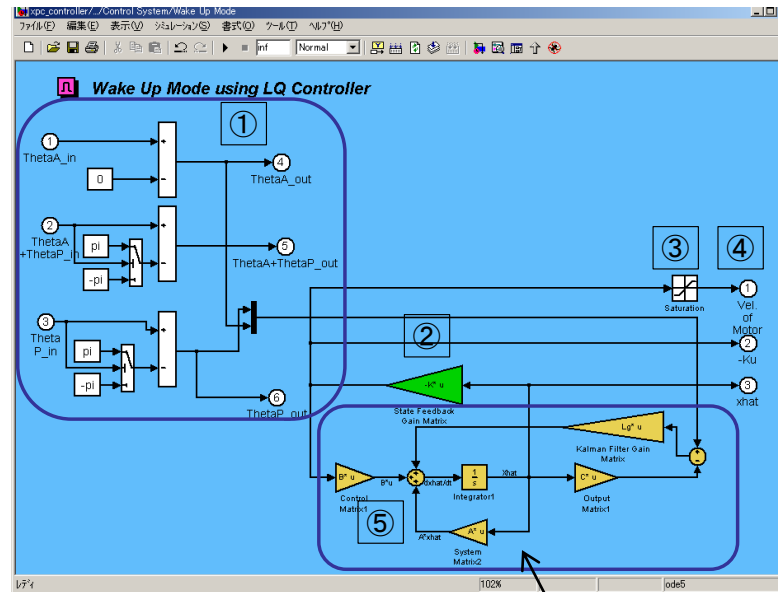 xpc_controller/.../Control System/Wake Up Mode
ファイル(F) 編集(E) 表示(V) シミュレーション(S) 書式(O) ツール(T) ヘルプ(H)
inf Normal
Wake Up Mode using LQ Controller
①
1
ThetaA_in
0
4
ThetaA_out
2
ThetaA
+ThetaP_in
pi
-pi
5
ThetaA+ThetaP_out
3
Theta
P_in
pi
-pi
6
ThetaP_out
②
③
④
Saturation
1
Vel.
of
Motor
2
-Ku
3
xhat
-K* u
State Feedback
Gain Matrix
Lg* u
Kalman Filter Gain
Matrix
B* u
Control
Matrix1
B*u
dxhat/dt
1
s
Integrator1
Xhat
C* u
Output
Matrix1
⑤
A*xhat
A* u
System
Matrix2
レディ 102% ode5